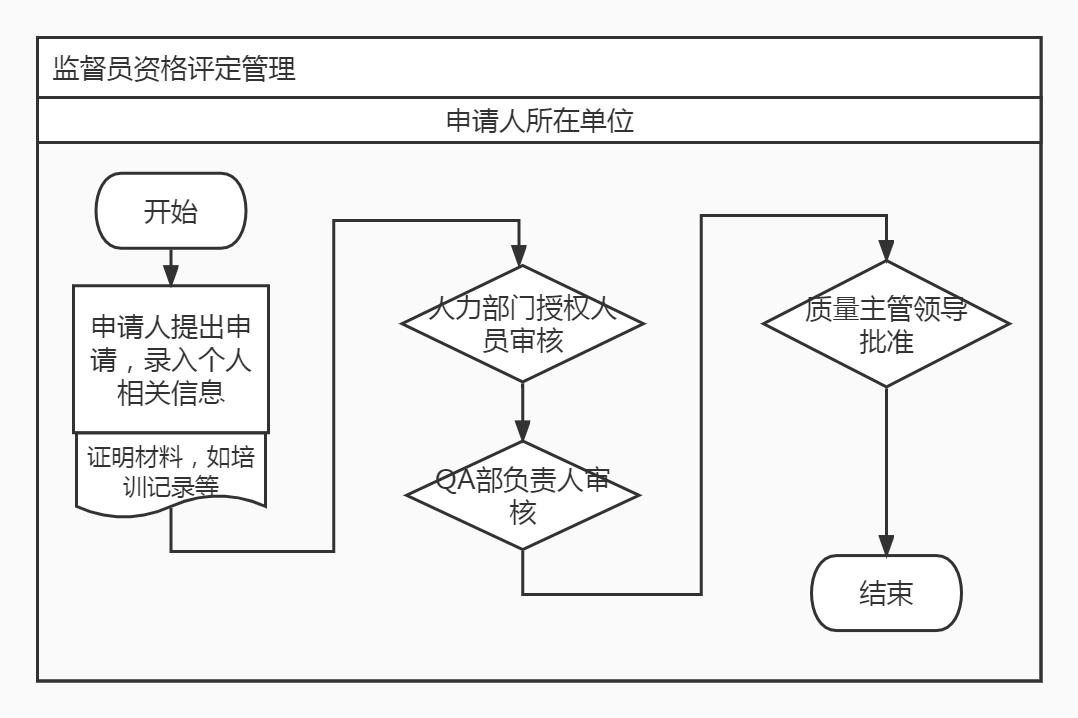 监督员资格评定管理
申请人所在单位
开始
申请人提出申
请，录入个人
相关信息
证明材料，如培
训记录等
人力部门授权人
员审核
QA部负责人审
核
质量主管领导
批准
结束